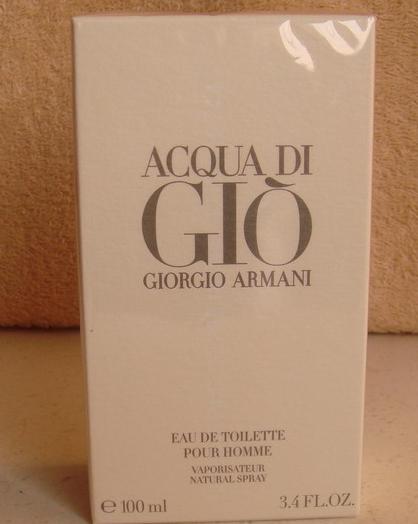 ACQUA DI
GIÒ
GIORGIO ARMANI
EAU DE TOILETTE
POUR HOMME
VAPORISATEUR
NATURAL SPRAY
℮ 100 ml 3.4 FL.OZ.